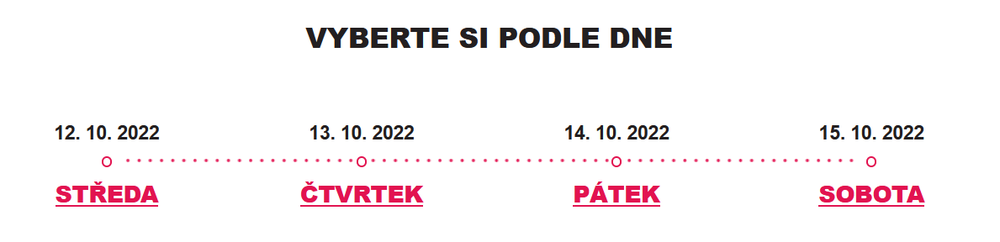 VYBERTE SI PODLE DNE
12. 10. 2022 13. 10. 2022 14. 10. 2022 15. 10. 2022
STŘEDA ČTVRTEK PÁTEK SOBOTA